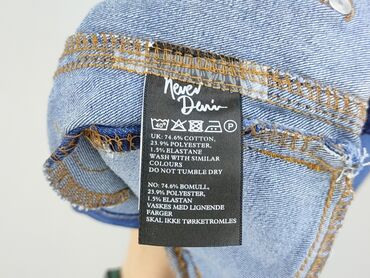 Never
Denim
P
UK: 74.6% COTTON,
23.9% POLYESTER,
1.5% ELASTANE
WASH WITH SIMILAR
COLOURS
DO NOT TUMBLE DRY
NO: 74.6% BOMULL,
23.9% POLYESTER,
1.5% ELASTAN
VASKES MED LIGNENDE
FARGER
SKAL IKKE TØRKETROMLES